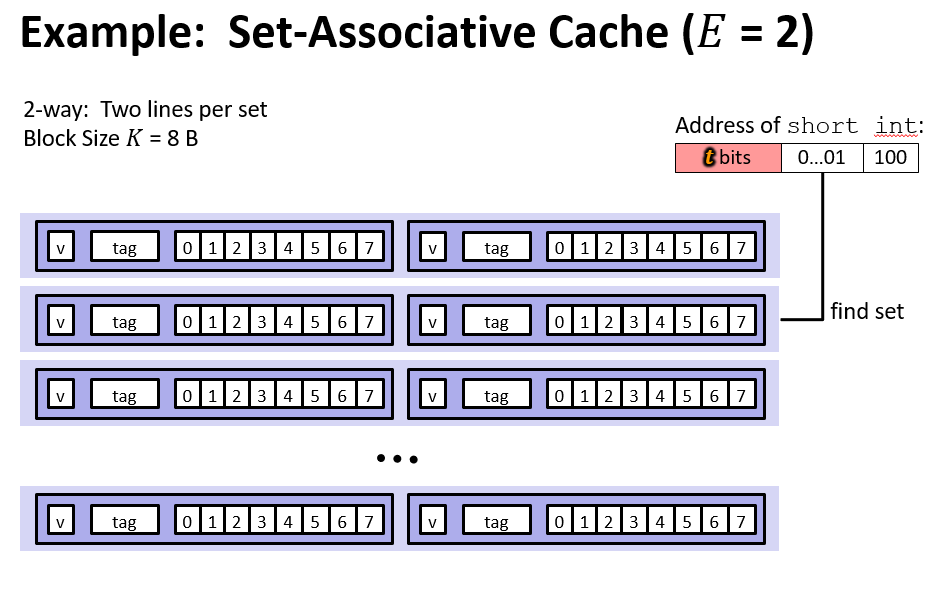 Example: Set-Associative Cache (E = 2)
2-way: Two lines per set
Block Size K = 8 B
Address of short int:
t bits 0...01 100
v tag 0 1 2 3 4 5 6 7 v tag 0 1 2 3 4 5 6 7
v tag 0 1 2 3 4 5 6 7 v tag 0 1 2 3 4 5 6 7
find set
v tag 0 1 2 3 4 5 6 7 v tag 0 1 2 3 4 5 6 7
...
v tag 0 1 2 3 4 5 6 7 v tag 0 1 2 3 4 5 6 7